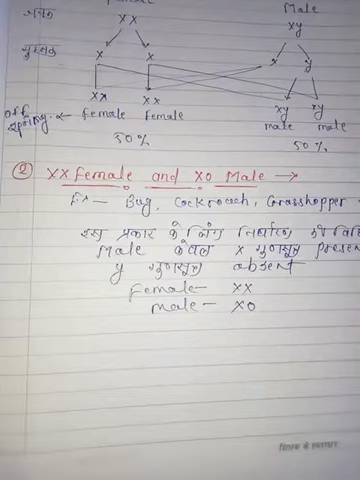 Male
जनक XX xy
युग्मक x x y
XX XX xy xy
off spring ← female female male male
50% 50%
② XX Female and XO Male →
Ex— Bug, Cockroach, Grasshopper
इस प्रकार के लिंग निर्धारण की
Male केवल x गुणसूत्र present
y गुणसूत्र absent
female— XX
male— XO